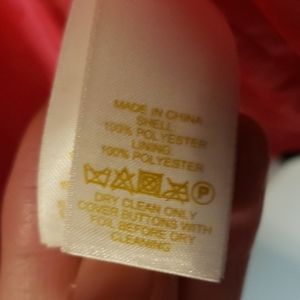 MADE IN CHINA
SHELL:
100% POLYESTER
LINING:
100% POLYESTER
P
DRY CLEAN ONLY
COVER BUTTONS WITH
FOIL BEFORE DRY
CLEANING